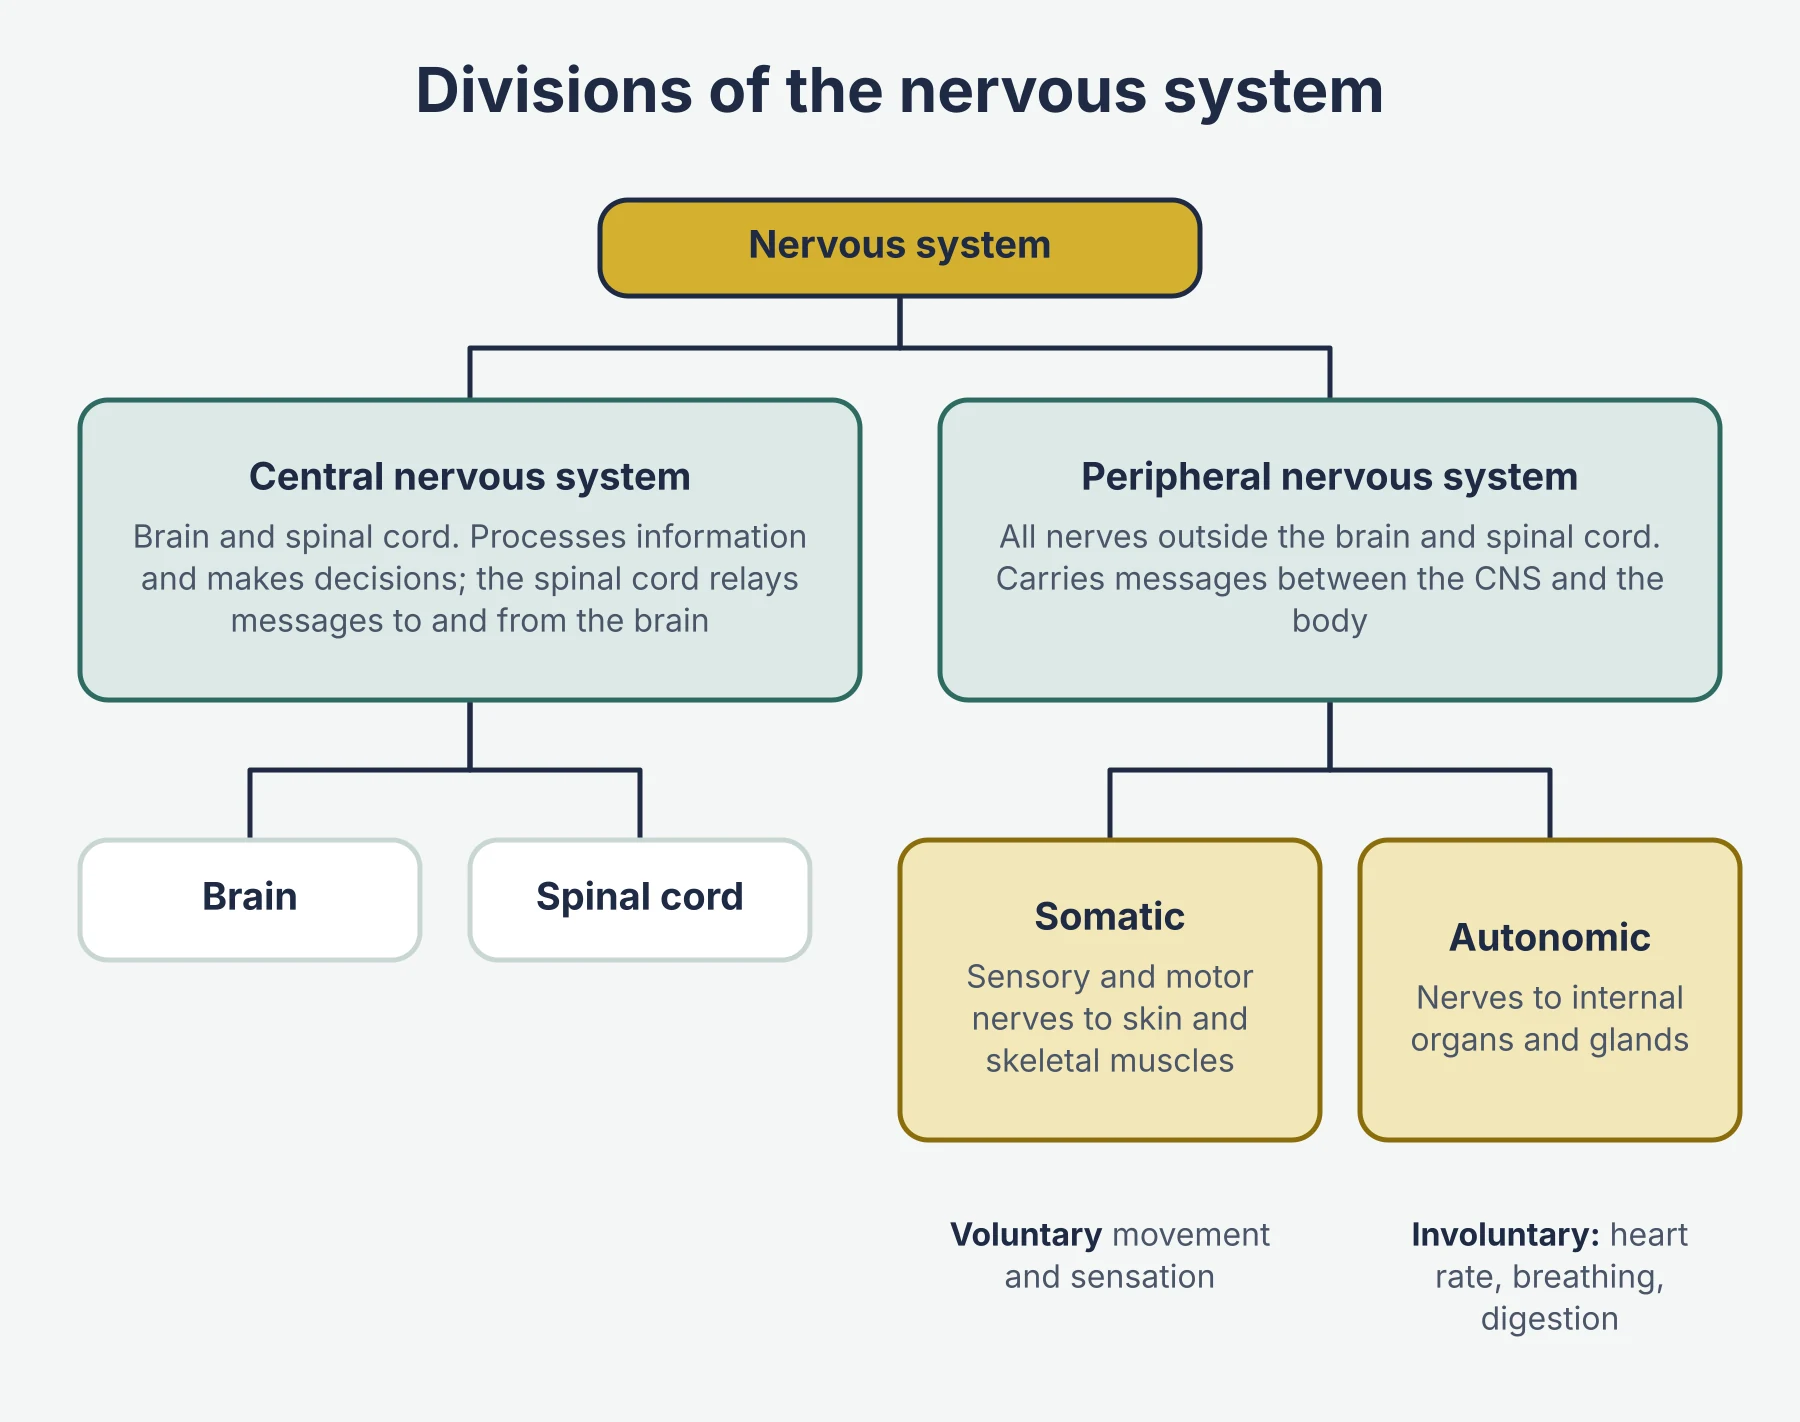 Divisions of the nervous system
Nervous system
Central nervous system
Brain and spinal cord. Processes information
and makes decisions; the spinal cord relays
messages to and from the brain
Peripheral nervous system
All nerves outside the brain and spinal cord.
Carries messages between the CNS and the
body
Brain
Spinal cord
Somatic
Sensory and motor
nerves to skin and
skeletal muscles
Autonomic
Nerves to internal
organs and glands
Voluntary movement
and sensation
Involuntary: heart
rate, breathing,
digestion